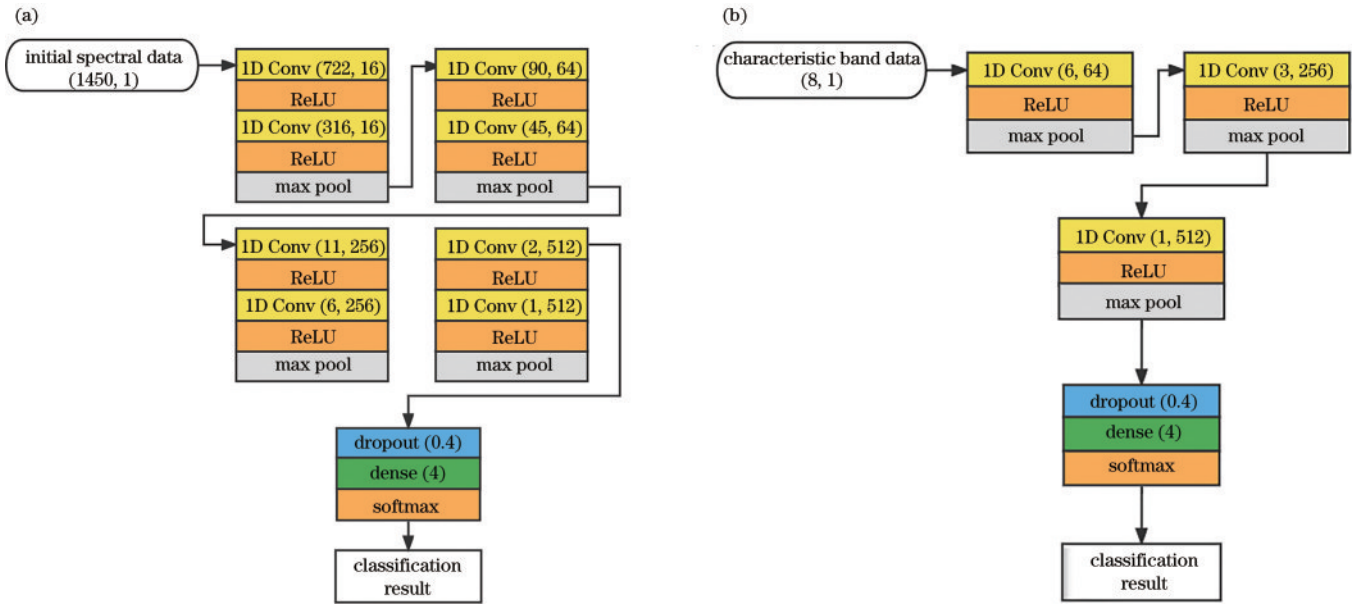 (a)
initial spectral data
(1450, 1)
1D Conv (722, 16)
ReLU
1D Conv (316, 16)
ReLU
max pool
1D Conv (90, 64)
ReLU
1D Conv (45, 64)
ReLU
max pool
1D Conv (11, 256)
ReLU
1D Conv (6, 256)
ReLU
max pool
1D Conv (2, 512)
ReLU
1D Conv (1, 512)
ReLU
max pool
dropout (0.4)
dense (4)
softmax
classification
result
(b)
characteristic band data
(8, 1)
1D Conv (6, 64)
ReLU
max pool
1D Conv (3, 256)
ReLU
max pool
1D Conv (1, 512)
ReLU
max pool
dropout (0.4)
dense (4)
softmax
classification
result